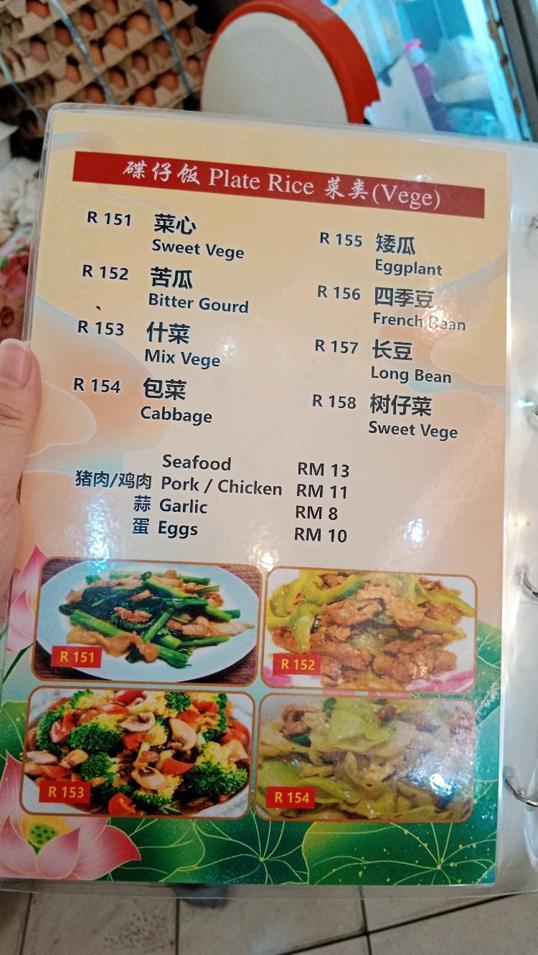 碟仔饭 Plate Rice 菜类(Vege)
R 151 菜心
Sweet Vege
R 152 苦瓜
Bitter Gourd
R 153 什菜
Mix Vege
R 154 包菜
Cabbage
R 155 矮瓜
Eggplant
R 156 四季豆
French Bean
R 157 长豆
Long Bean
R 158 树仔菜
Sweet Vege
Seafood RM 13
猪肉/鸡肉 Pork / Chicken RM 11
蒜 Garlic RM 8
蛋 Eggs RM 10
R 151
R 152
R 153
R 154